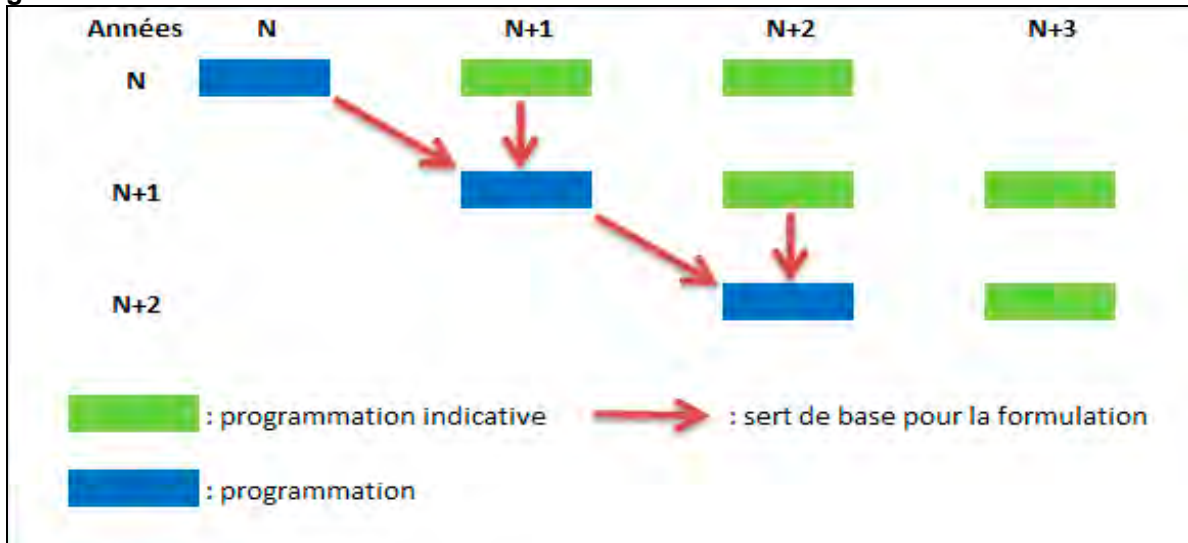 Années N N+1 N+2 N+3
N
N+1
N+2
: programmation indicative : sert de base pour la formulation
: programmation